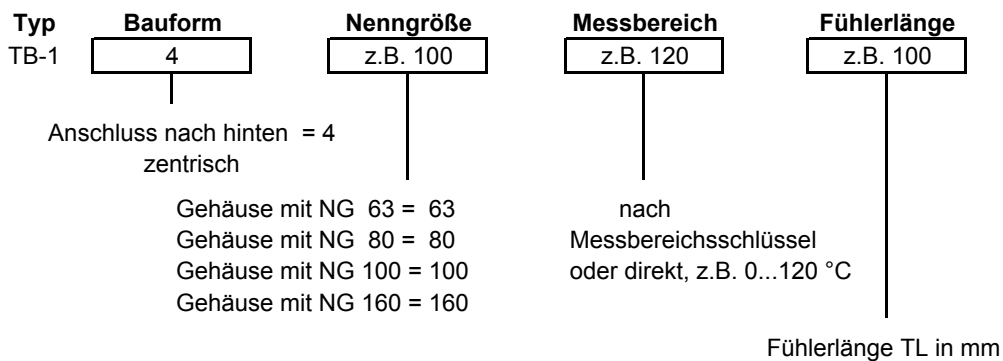 Typ Bauform Nenngröße Messbereich Fühlerlänge
TB-1 4 z.B. 100 z.B. 120 z.B. 100
Anschluss nach hinten = 4
zentrisch
Gehäuse mit NG 63 = 63
Gehäuse mit NG 80 = 80
Gehäuse mit NG 100 = 100
Gehäuse mit NG 160 = 160
nach
Messbereichsschlüssel
oder direkt, z.B. 0...120 °C
Fühlerlänge TL in mm